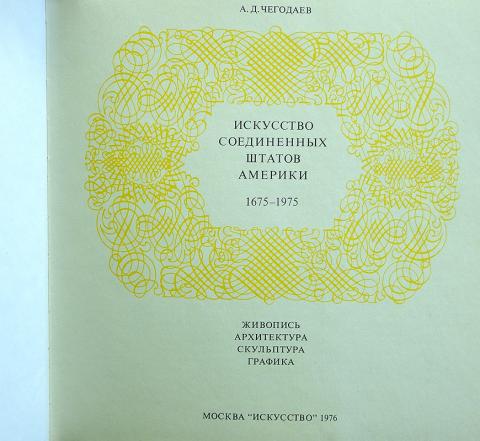 А. Д. ЧЕГОДАЕВ
ИСКУССТВО
СОЕДИНЕННЫХ
ШТАТОВ
АМЕРИКИ
1675–1975
ЖИВОПИСЬ
АРХИТЕКТУРА
СКУЛЬПТУРА
ГРАФИКА
МОСКВА "ИСКУССТВО" 1976